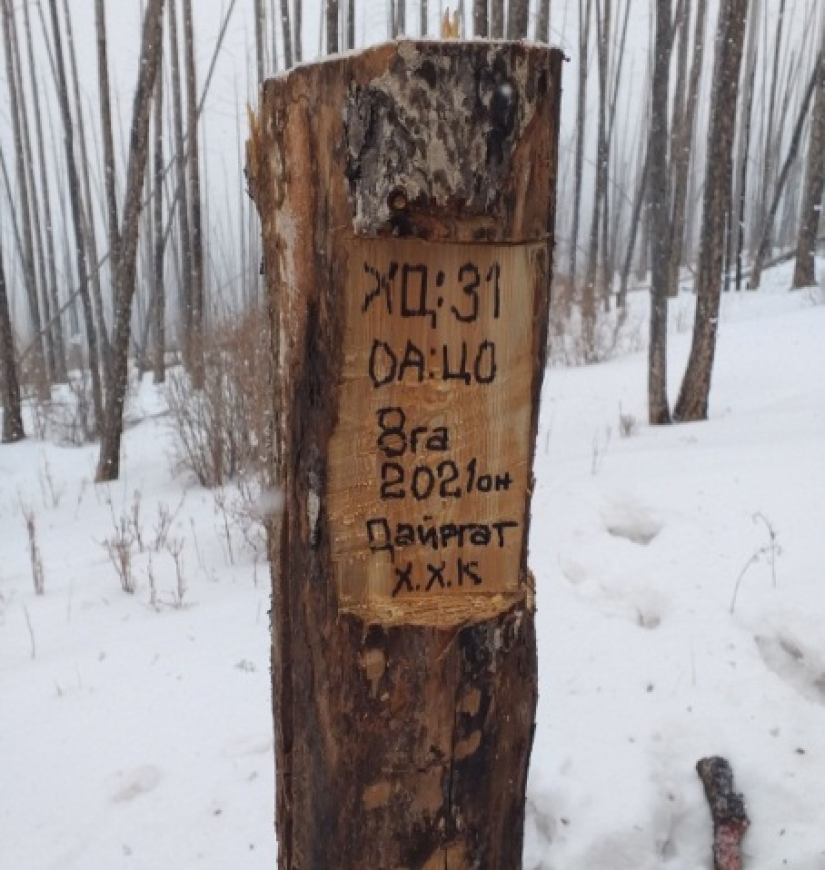 ЖД:31
ОА:ЦО
8га
2021он
Дайргат
Х.Х.К